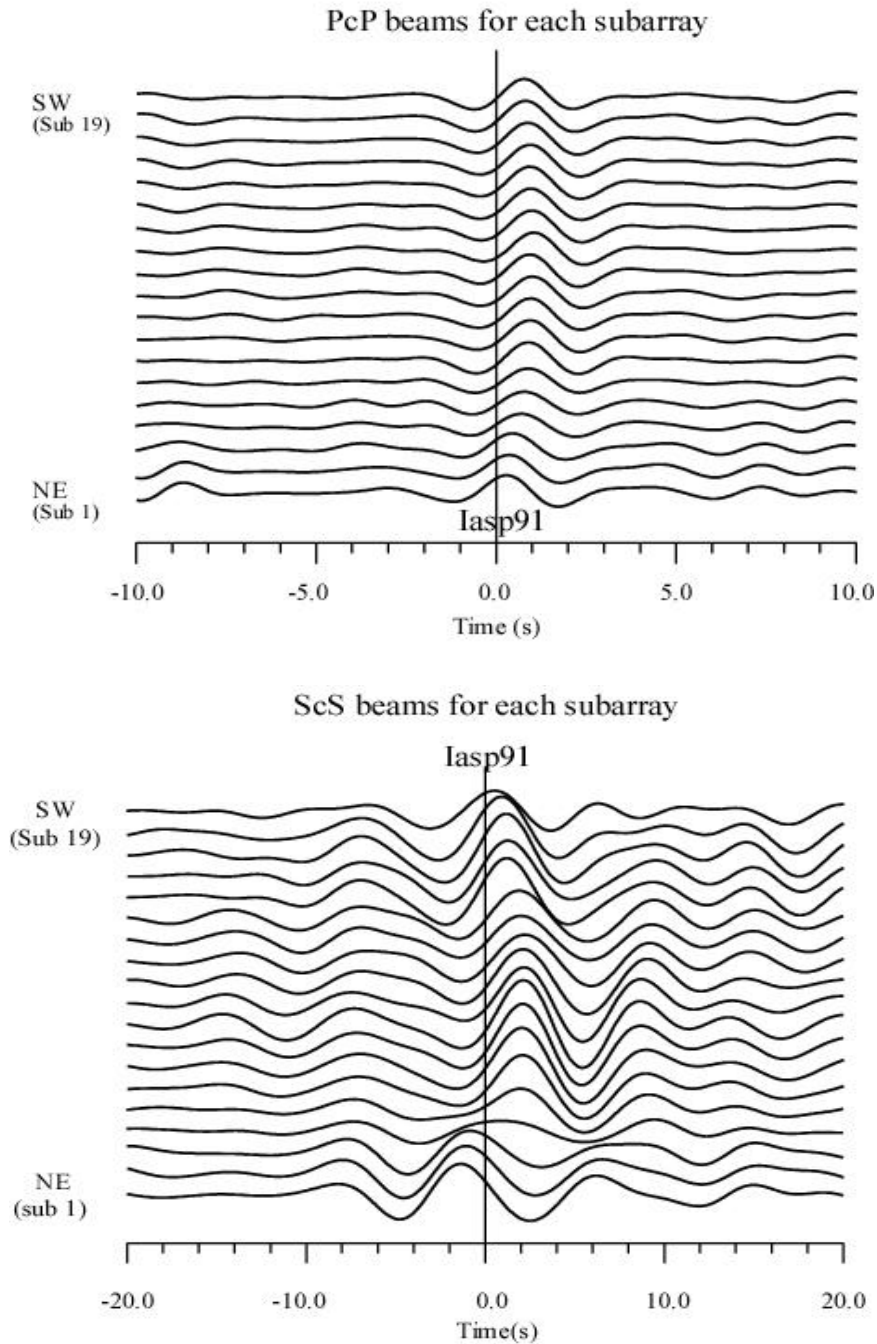 PcP beams for each subarray
SW
(Sub 19)
NE
(Sub 1)
Iasp91
-10.0 -5.0 0.0 5.0 10.0
Time (s)
ScS beams for each subarray
Iasp91
SW
(Sub 19)
NE
(sub 1)
-20.0 -10.0 0.0 10.0 20.0
Time(s)